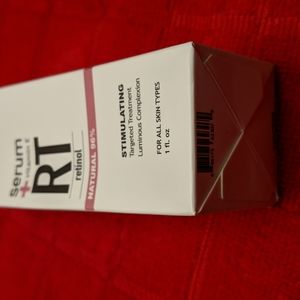 serum
RT
retinol
NATURAL 96%
STIMULATING
Targeted Treatment
Luminous Complexion
FOR ALL SKIN TYPES
1 fl. oz